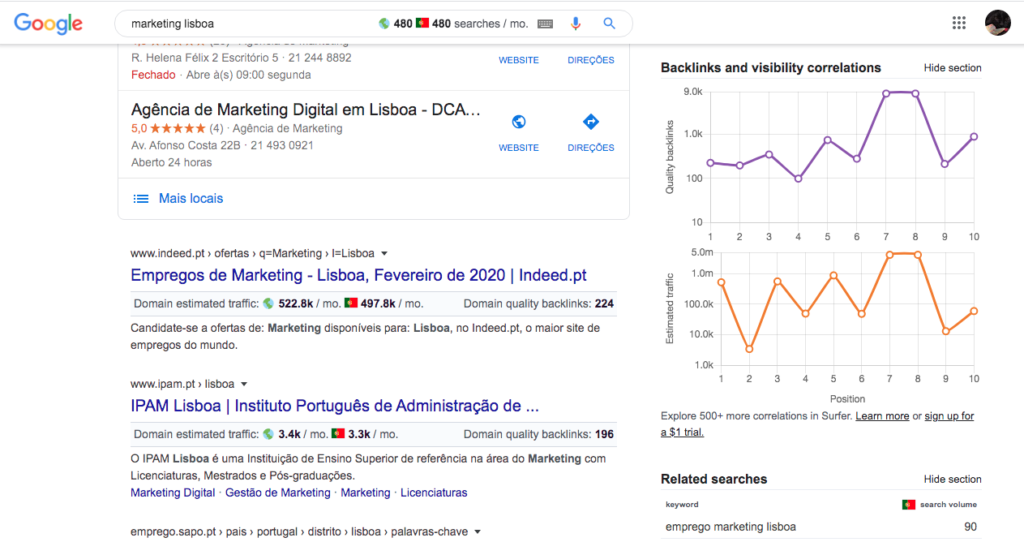 Google
marketing lisboa
480 480 searches / mo.
Agência de Marketing
R. Helena Félix 2 Escritório 5 · 21 244 8892
Fechado · Abre à(s) 09:00 segunda
WEBSITE
DIREÇÕES
Agência de Marketing Digital em Lisboa - DCA...
5,0 (4) · Agência de Marketing
Av. Afonso Costa 22B · 21 493 0921
Aberto 24 horas
WEBSITE
DIREÇÕES
Mais locais
www.indeed.pt › ofertas › q=Marketing › l=Lisboa
Empregos de Marketing - Lisboa, Fevereiro de 2020 | Indeed.pt
Domain estimated traffic: 522.8k / mo. 497.8k / mo. Domain quality backlinks: 224
Candidate-se a ofertas de: Marketing disponíveis para: Lisboa, no Indeed.pt, o maior site de
empregos do mundo.
www.ipam.pt › lisboa
IPAM Lisboa | Instituto Português de Administração de ...
Domain estimated traffic: 3.4k / mo. 3.3k / mo. Domain quality backlinks: 196
O IPAM Lisboa é uma Instituição de Ensino Superior de referência na área do Marketing com
Licenciaturas, Mestrados e Pós-graduações.
Marketing Digital · Gestão de Marketing · Marketing · Licenciaturas
emprego.sapo.pt › pais › portugal › distrito › lisboa › palavras-chave
Backlinks and visibility correlations Hide section
Quality backlinks
9.0k
1.0k
100
10
1 2 3 4 5 6 7 8 9 10
Estimated traffic
5.0m
1.0m
100.0k
10.0k
1.0k
1 2 3 4 5 6 7 8 9 10
Position
Explore 500+ more correlations in Surfer. Learn more or sign up for
a $1 trial.
Related searches Hide section
keyword search volume
emprego marketing lisboa 90